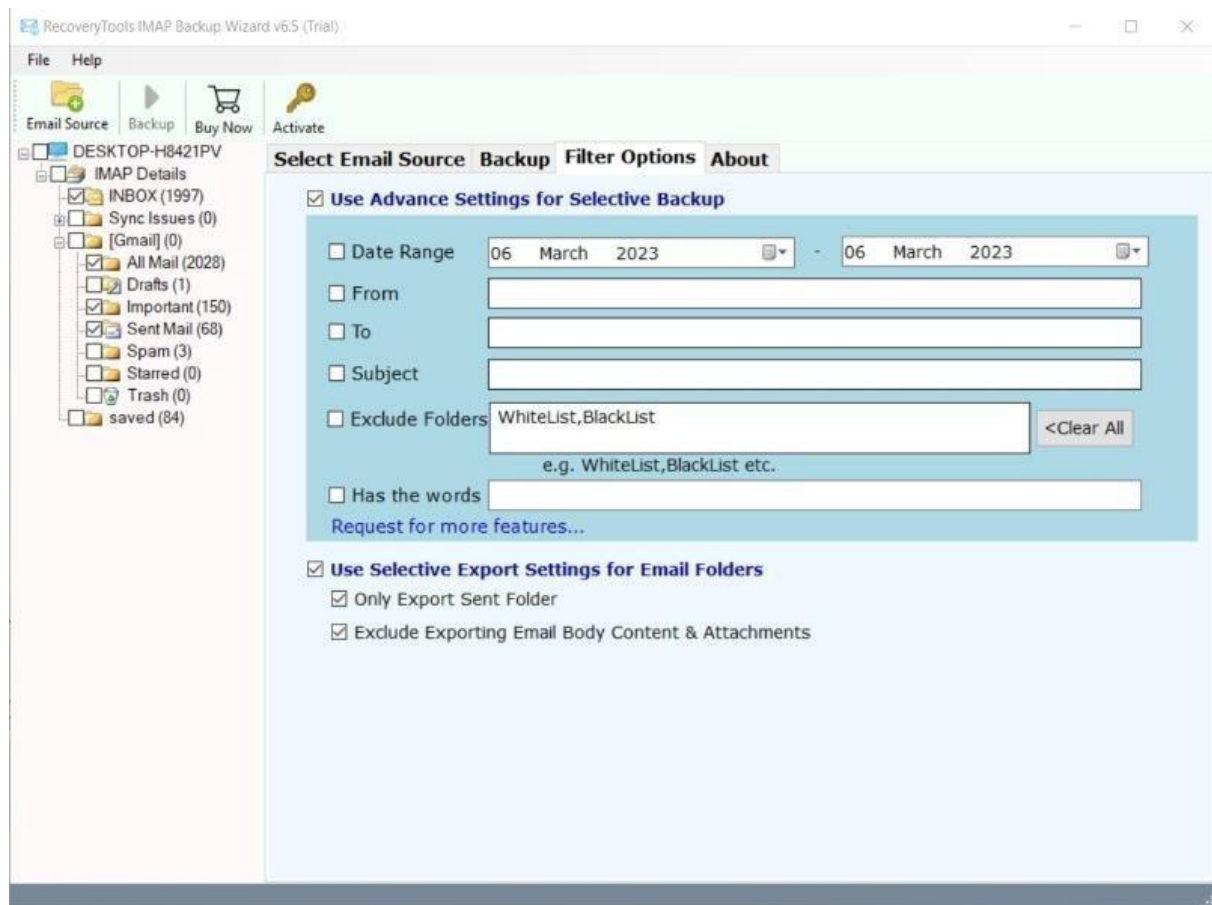 RecoveryTools IMAP Backup Wizard v6.5 (Trial)
File Help
Email Source Backup Buy Now Activate
DESKTOP-H8421PV
IMAP Details
INBOX (1997)
Sync Issues (0)
[Gmail] (0)
All Mail (2028)
Drafts (1)
Important (150)
Sent Mail (68)
Spam (3)
Starred (0)
Trash (0)
saved (84)
Select Email Source Backup Filter Options About
Use Advance Settings for Selective Backup
Date Range 06 March 2023 - 06 March 2023
From
To
Subject
Exclude Folders WhiteList,BlackList <Clear All
e.g. WhiteList,BlackList etc.
Has the words
Request for more features...
Use Selective Export Settings for Email Folders
Only Export Sent Folder
Exclude Exporting Email Body Content & Attachments